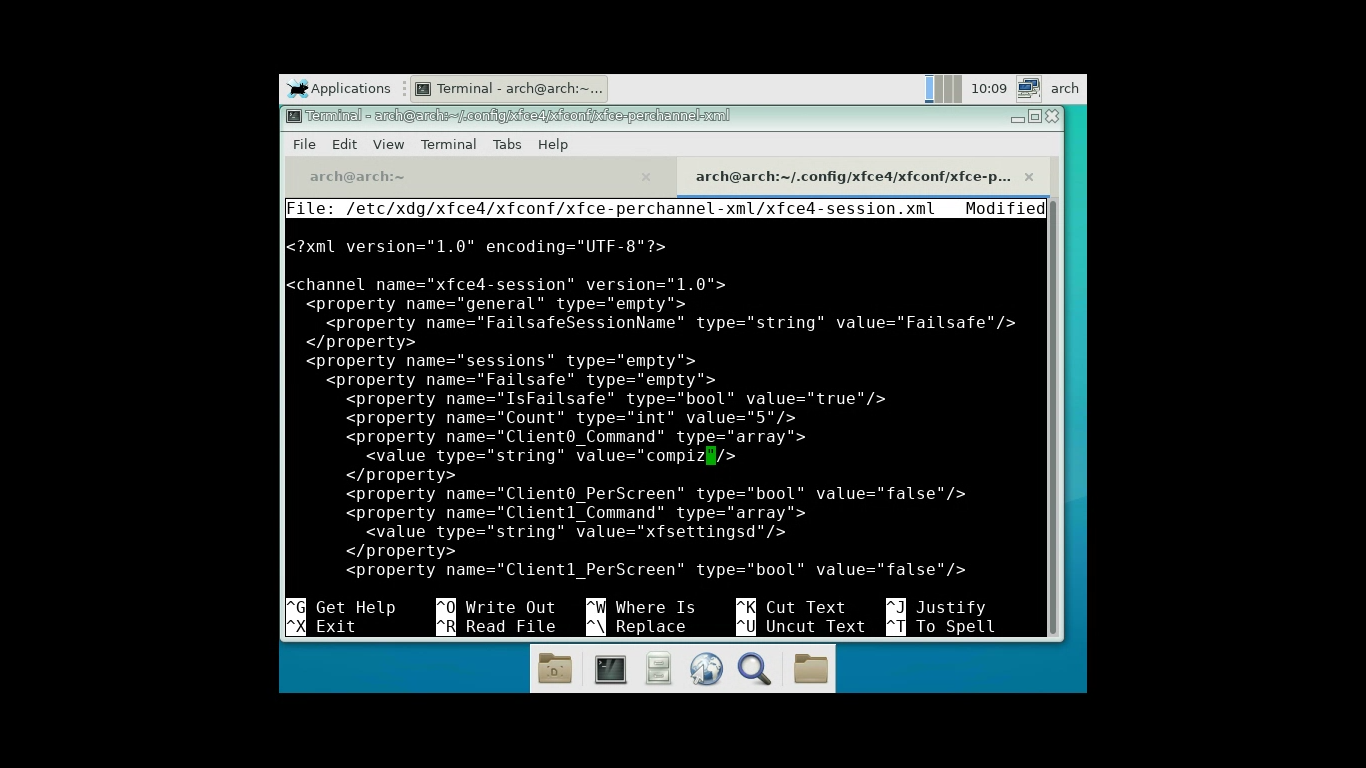 Applications
Terminal - arch@arch:~...
10:09
arch
Terminal - arch@arch:~/.config/xfce4/xfconf/xfce-perchannel-xml
File Edit View Terminal Tabs Help
arch@arch:~
arch@arch:~/.config/xfce4/xfconf/xfce-p...
File: /etc/xdg/xfce4/xfconf/xfce-perchannel-xml/xfce4-session.xml   Modified
<?xml version="1.0" encoding="UTF-8"?>
<channel name="xfce4-session" version="1.0">
  <property name="general" type="empty">
    <property name="FailsafeSessionName" type="string" value="Failsafe"/>
  </property>
  <property name="sessions" type="empty">
    <property name="Failsafe" type="empty">
      <property name="IsFailsafe" type="bool" value="true"/>
      <property name="Count" type="int" value="5"/>
      <property name="Client0_Command" type="array">
        <value type="string" value="compiz"/>
      </property>
      <property name="Client0_PerScreen" type="bool" value="false"/>
      <property name="Client1_Command" type="array">
        <value type="string" value="xfsettingsd"/>
      </property>
      <property name="Client1_PerScreen" type="bool" value="false"/>
^G Get Help    ^O Write Out   ^W Where Is    ^K Cut Text    ^J Justify
^X Exit        ^R Read File   ^\ Replace     ^U Uncut Text  ^T To Spell